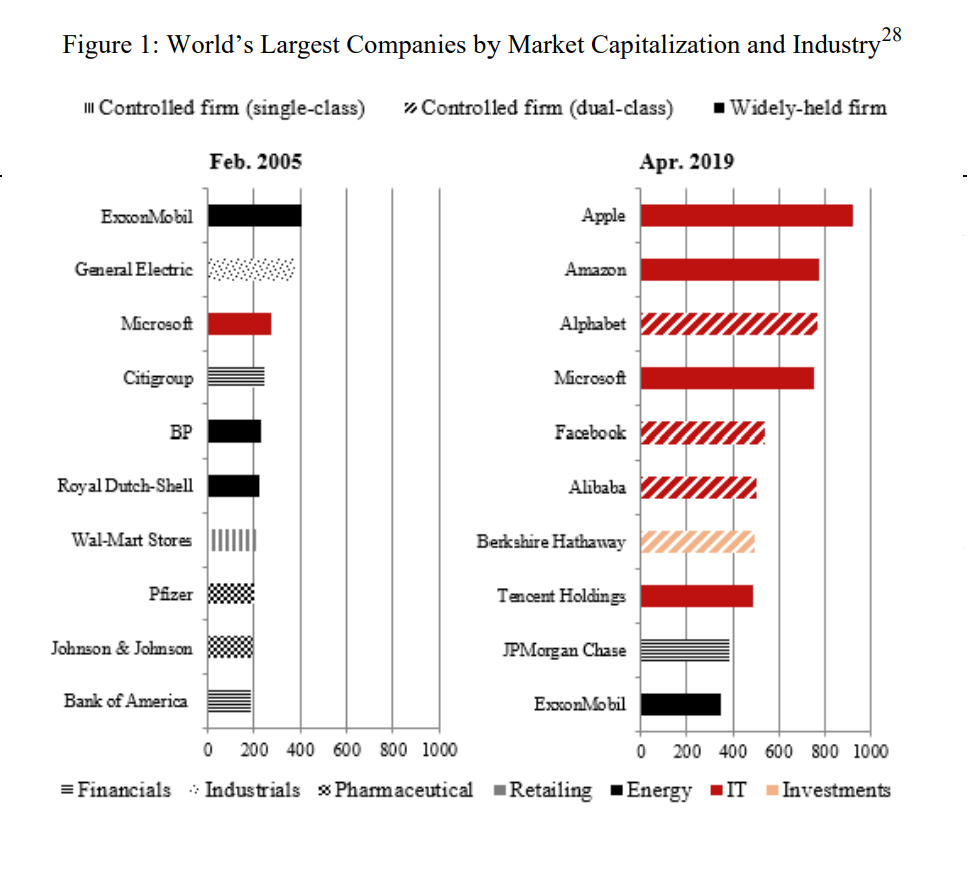 Figure 1: World’s Largest Companies by Market Capitalization and Industry28
Controlled firm (single-class) Controlled firm (dual-class) Widely-held firm
Feb. 2005
ExxonMobil
General Electric
Microsoft
Citigroup
BP
Royal Dutch-Shell
Wal-Mart Stores
Pfizer
Johnson & Johnson
Bank of America
0 200 400 600 800 1000
Apr. 2019
Apple
Amazon
Alphabet
Microsoft
Facebook
Alibaba
Berkshire Hathaway
Tencent Holdings
JPMorgan Chase
ExxonMobil
0 200 400 600 800 1000
Financials Industrials Pharmaceutical Retailing Energy IT Investments